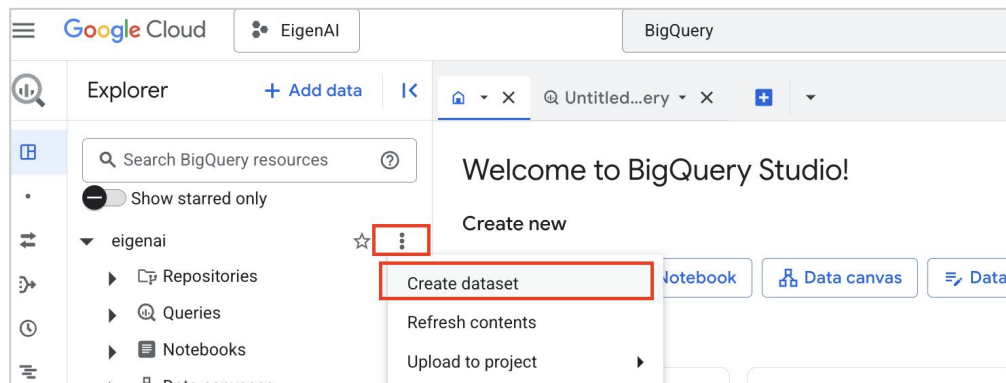 Google Cloud
EigenAI
BigQuery
Explorer
+ Add data
Untitled...ery
Search BigQuery resources
Show starred only
Welcome to BigQuery Studio!
Create new
eigenai
Repositories
Queries
Notebooks
Create dataset
Refresh contents
Upload to project
Notebook
Data canvas
Data